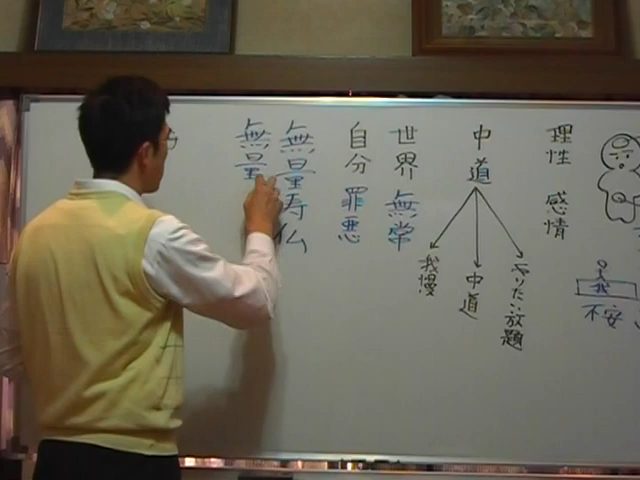 理性 感情
不安
中道
我慢
中道
やりたい放題
世界 無常
自分 罪悪
無量寿仏
無量